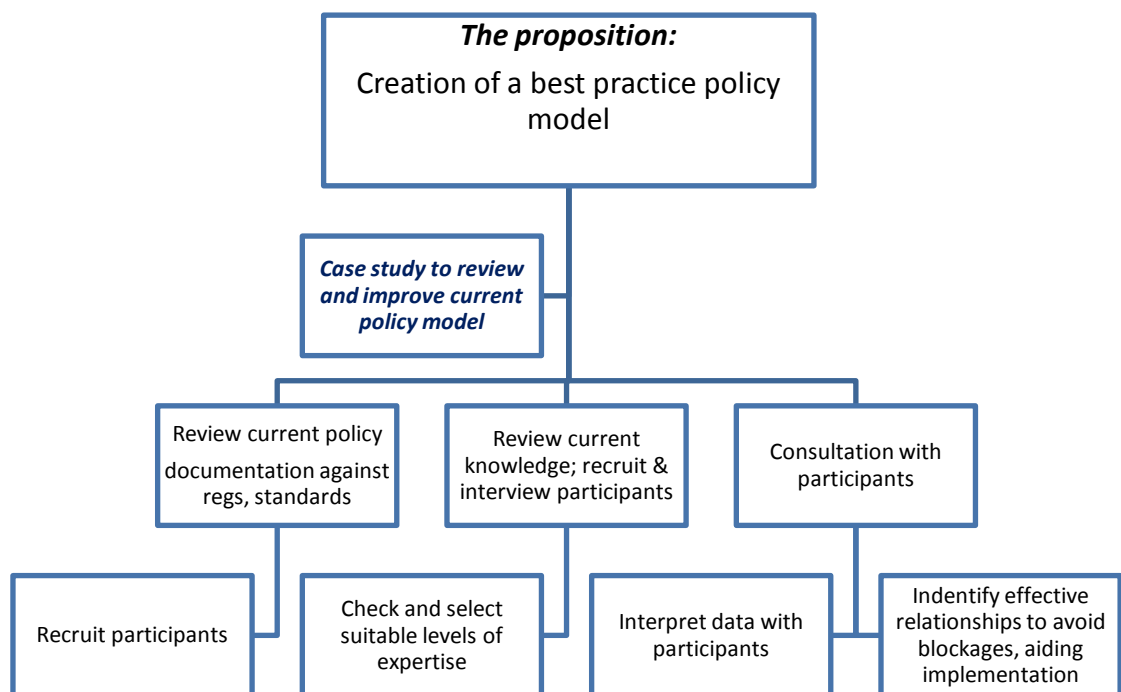 The proposition:
Creation of a best practice policy
model
Case study to review
and improve current
policy model
Review current policy
documentation against
regs, standards
Review current
knowledge; recruit &
interview participants
Consultation with
participants
Recruit participants
Check and select
suitable levels of
expertise
Interpret data with
participants
Indentify effective
relationships to avoid
blockages, aiding
implementation